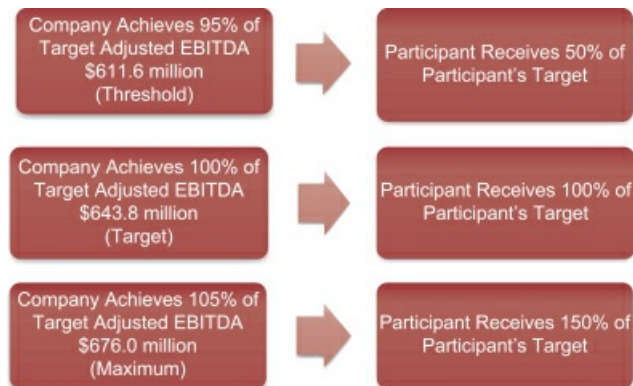 Company Achieves 95% of
Target Adjusted EBITDA
$611.6 million
(Threshold)
Participant Receives 50% of
Participant's Target
Company Achieves 100% of
Target Adjusted EBITDA
$643.8 million
(Target)
Participant Receives 100% of
Participant's Target
Company Achieves 105% of
Target Adjusted EBITDA
$676.0 million
(Maximum)
Participant Receives 150% of
Participant's Target